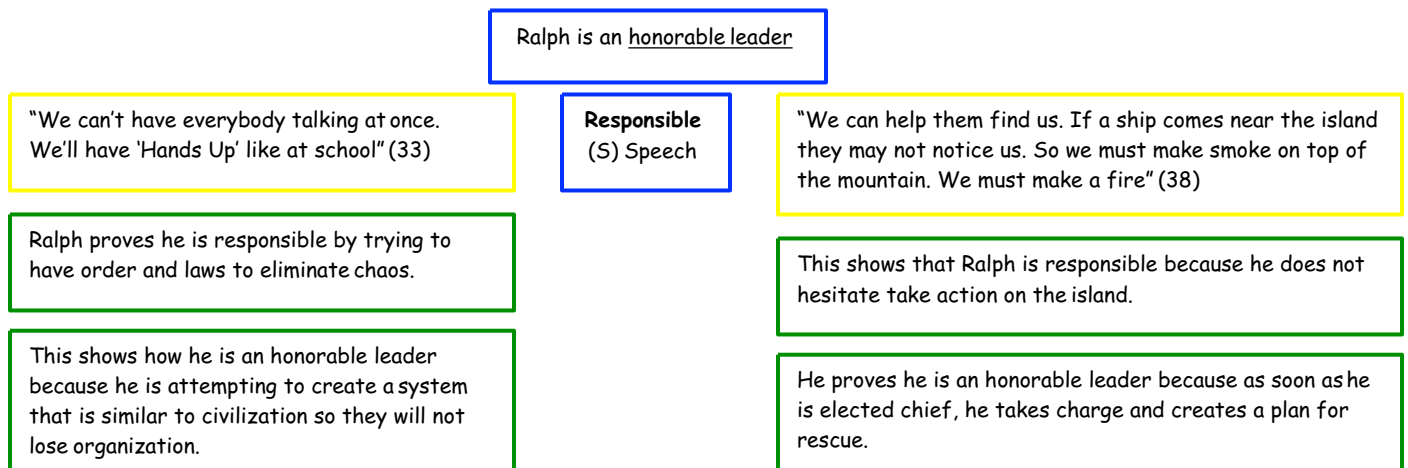 Ralph is an honorable leader
“We can’t have everybody talking at once.
We’ll have ‘Hands Up’ like at school” (33)
Ralph proves he is responsible by trying to
have order and laws to eliminate chaos.
This shows how he is an honorable leader
because he is attempting to create a system
that is similar to civilization so they will not
lose organization.
Responsible
(S) Speech
“We can help them find us. If a ship comes near the island
they may not notice us. So we must make smoke on top of
the mountain. We must make a fire” (38)
This shows that Ralph is responsible because he does not
hesitate take action on the island.
He proves he is an honorable leader because as soon as he
is elected chief, he takes charge and creates a plan for
rescue.